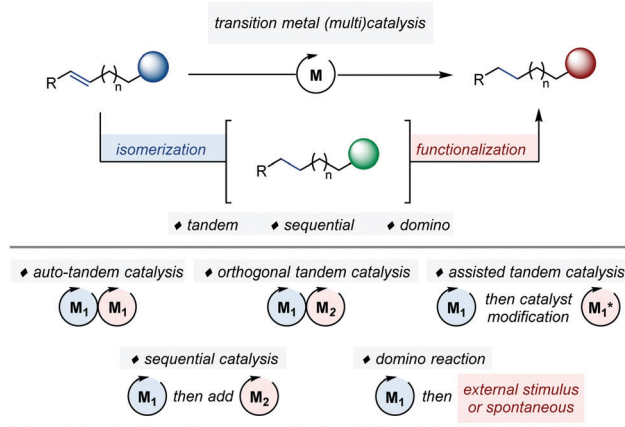 transition metal (multi)catalysis
R
n
M
R
n
isomerization
R
n
functionalization
♦ tandem ♦ sequential ♦ domino
♦ auto-tandem catalysis ♦ orthogonal tandem catalysis ♦ assisted tandem catalysis
M1 M1 M1 M2 M1 then catalyst modification M1*
♦ sequential catalysis ♦ domino reaction
M1 then add M2 M1 then external stimulus
or spontaneous